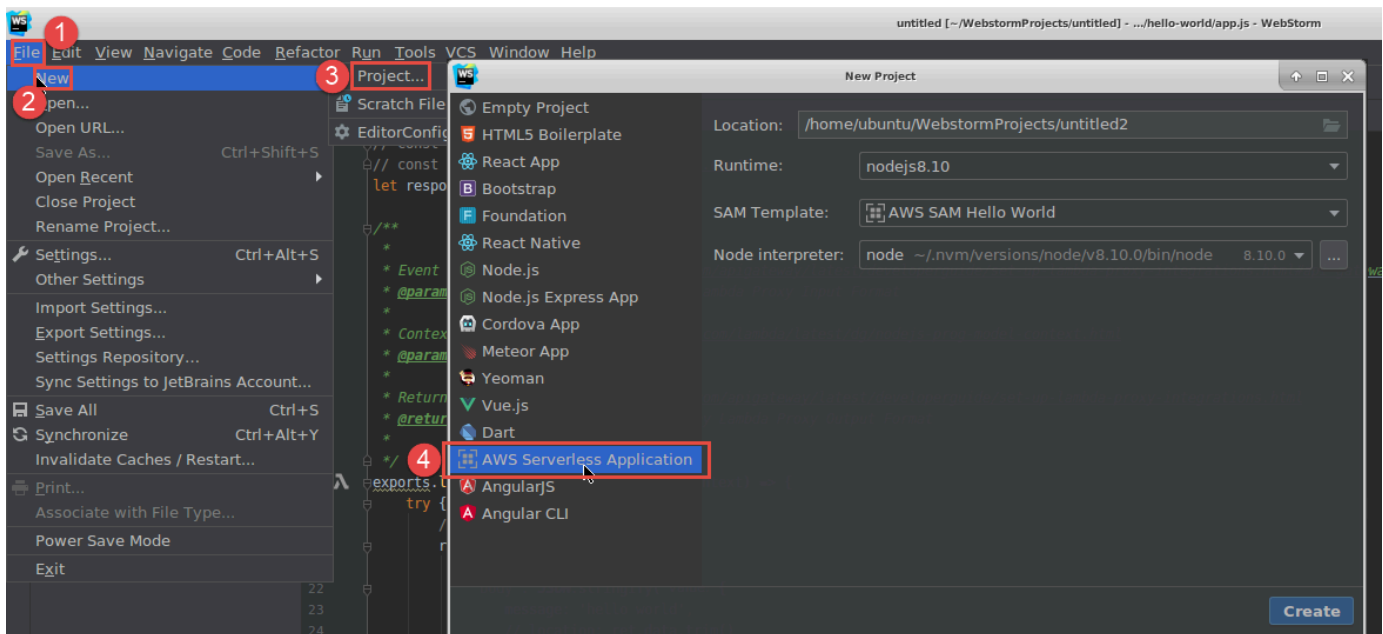 WS
untitled [~/WebstormProjects/untitled] - .../hello-world/app.js - WebStorm
1
File Edit View Navigate Code Refactor Run Tools VCS Window Help
New
2
pen...
Open URL...
Save As... Ctrl+Shift+S
Open Recent
Close Project
Rename Project...
Settings... Ctrl+Alt+S
Other Settings
Import Settings...
Export Settings...
Settings Repository...
Sync Settings to JetBrains Account...
Save All Ctrl+S
Synchronize Ctrl+Alt+Y
Invalidate Caches / Restart...
Print...
Associate with File Type...
Power Save Mode
Exit
3
Project...
Scratch File
EditorConfig
// const
// const
let respo
/**
*
* Event
* @param
*
* Contex
* @param
*
* Return
* @retur
*
*/
exports.l
try {
/
r
22
23
24
WS
New Project
Empty Project
HTML5 Boilerplate
React App
Bootstrap
Foundation
React Native
Node.js
Node.js Express App
Cordova App
Meteor App
Yeoman
Vue.js
Dart
4
AWS Serverless Application
AngularJS
Angular CLI
Location: /home/ubuntu/WebstormProjects/untitled2
Runtime: nodejs8.10
SAM Template: AWS SAM Hello World
Node interpreter: node ~/.nvm/versions/node/v8.10.0/bin/node 8.10.0 ...
Create